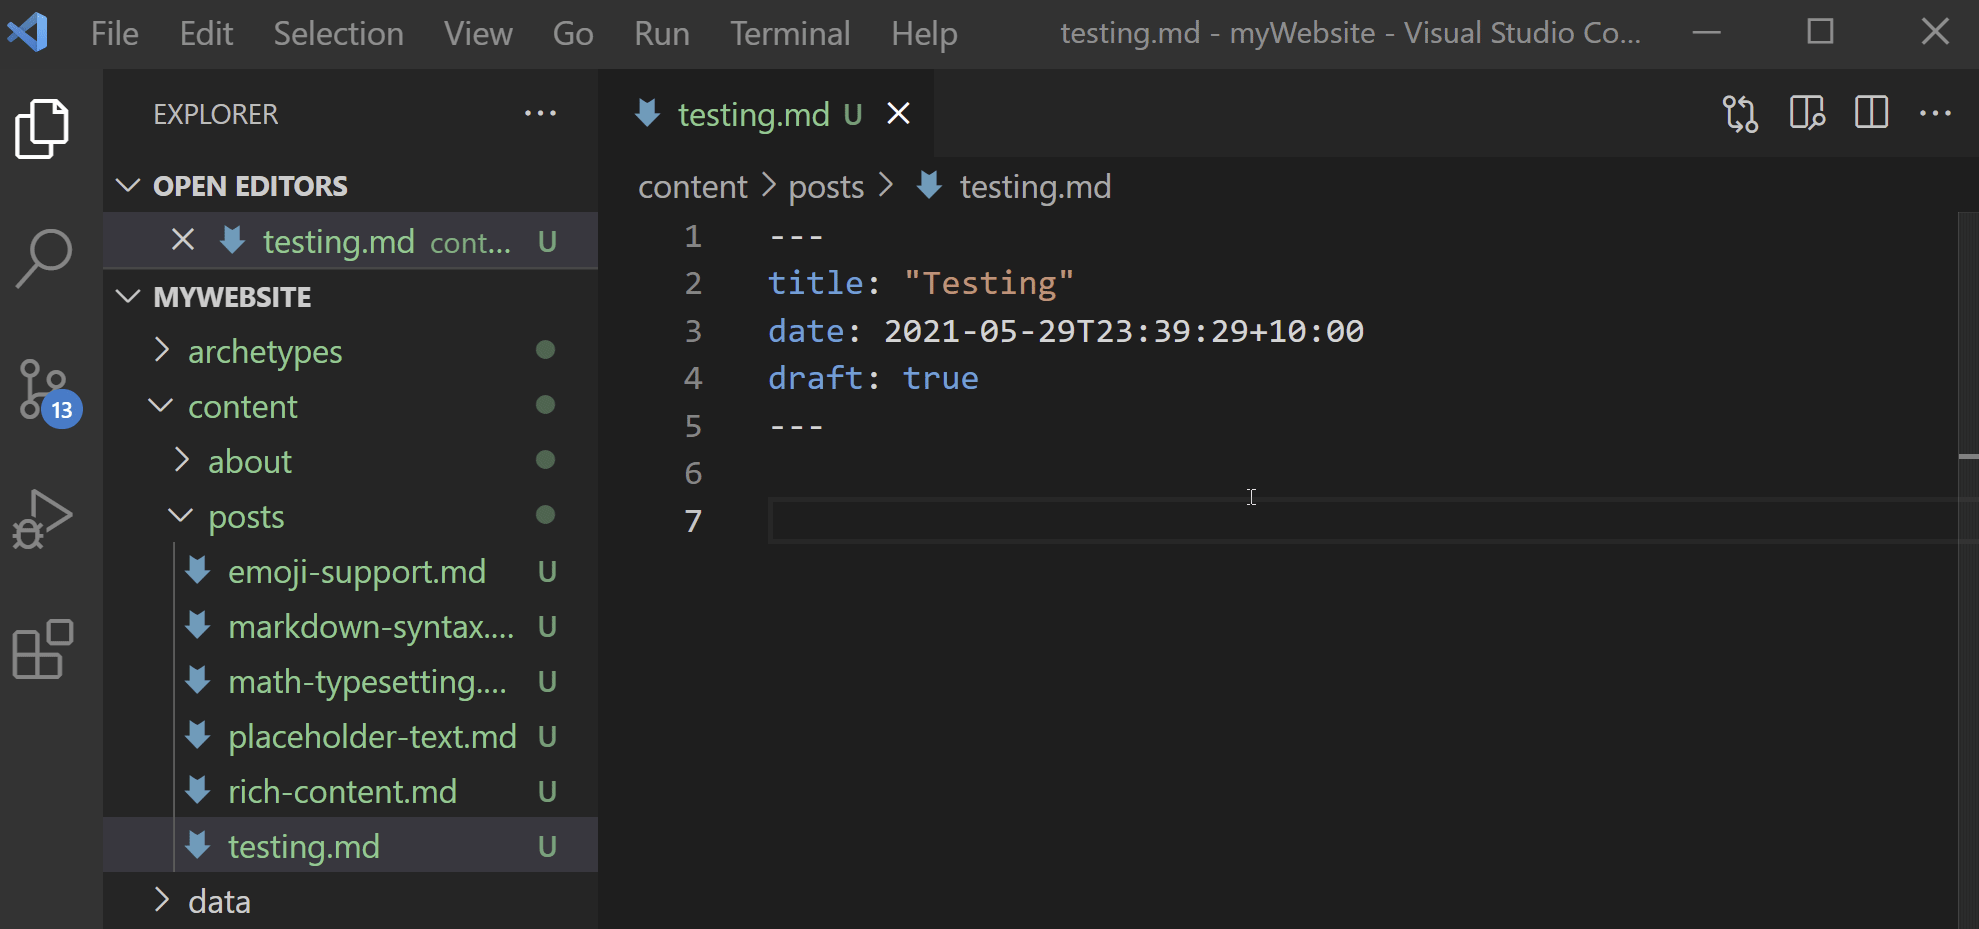 File Edit Selection View Go Run Terminal Help testing.md - myWebsite - Visual Studio Co...
EXPLORER ...
OPEN EDITORS
testing.md cont... U
MYWEBSITE
archetypes
content
about
posts
emoji-support.md U
markdown-syntax.... U
math-typesetting.... U
placeholder-text.md U
rich-content.md U
testing.md U
data
13
testing.md U
content > posts > testing.md
1 ---
2 title: "Testing"
3 date: 2021-05-29T23:39:29+10:00
4 draft: true
5 ---
6
7